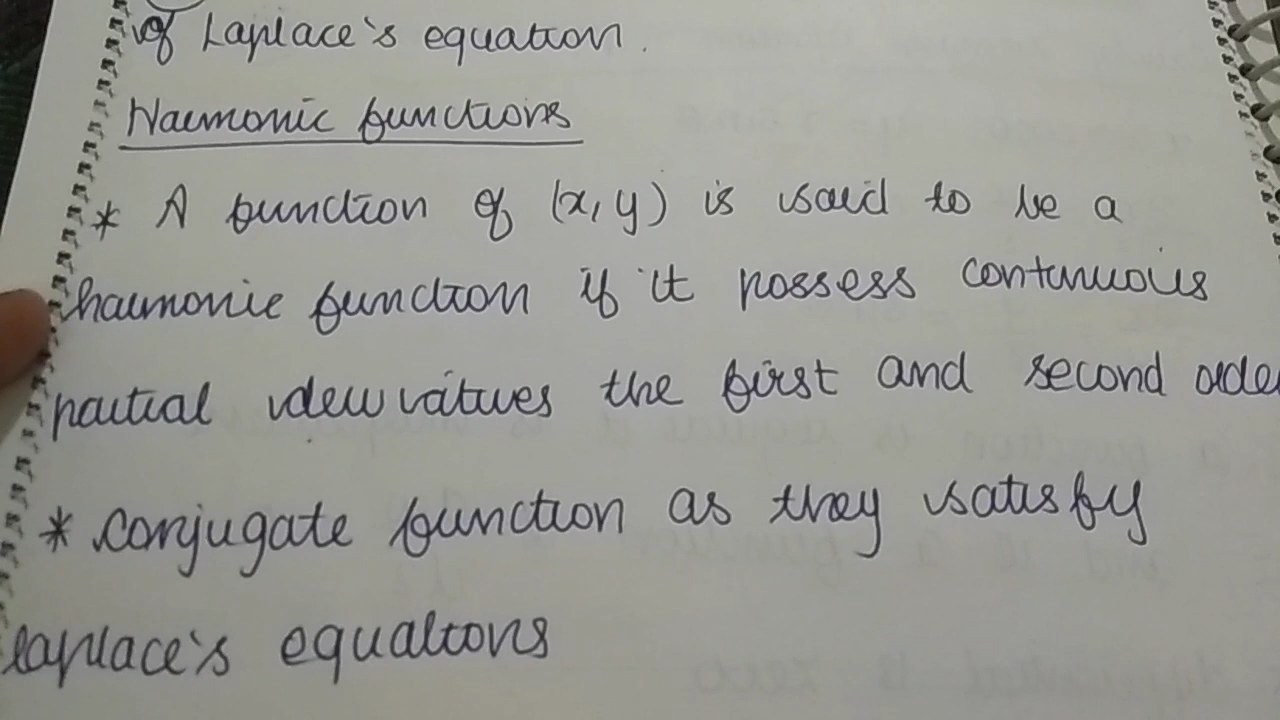 of Laplace's equation.
Harmonic functions
* A function of (x, y) is said to be a
harmonic function if it possess continuous
partial derivatives the first and second orde
* conjugate function as they satisfy
laplace's equations